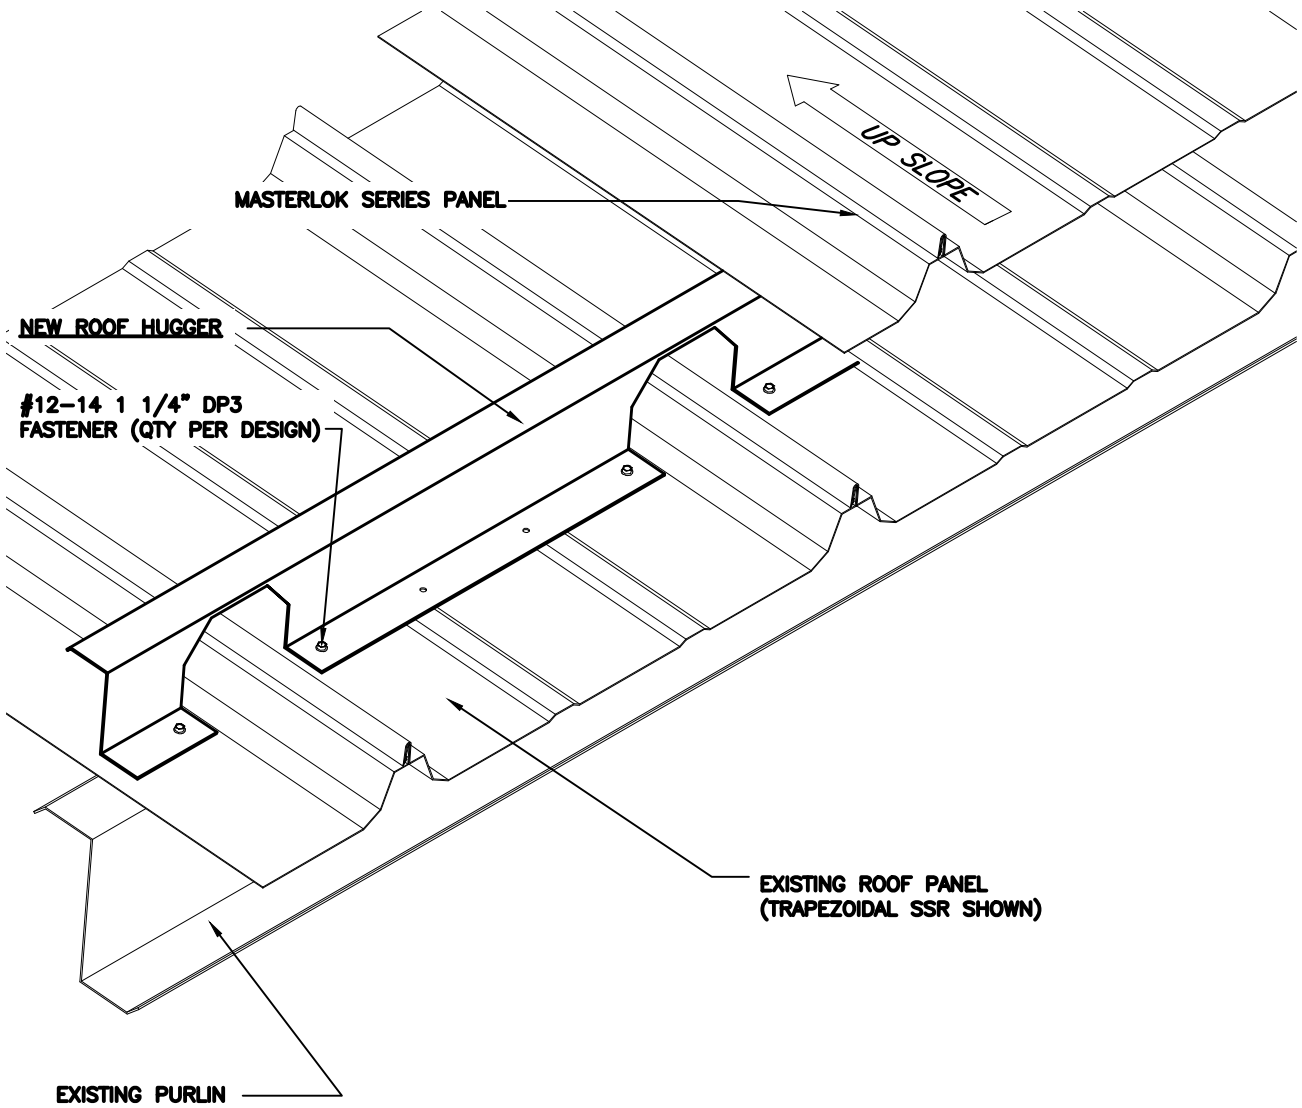 UP SLOPE
MASTERLOK SERIES PANEL
NEW ROOF HUGGER
#12-14 1 1/4" DP3
FASTENER (QTY PER DESIGN)
EXISTING ROOF PANEL
(TRAPEZOIDAL SSR SHOWN)
EXISTING PURLIN